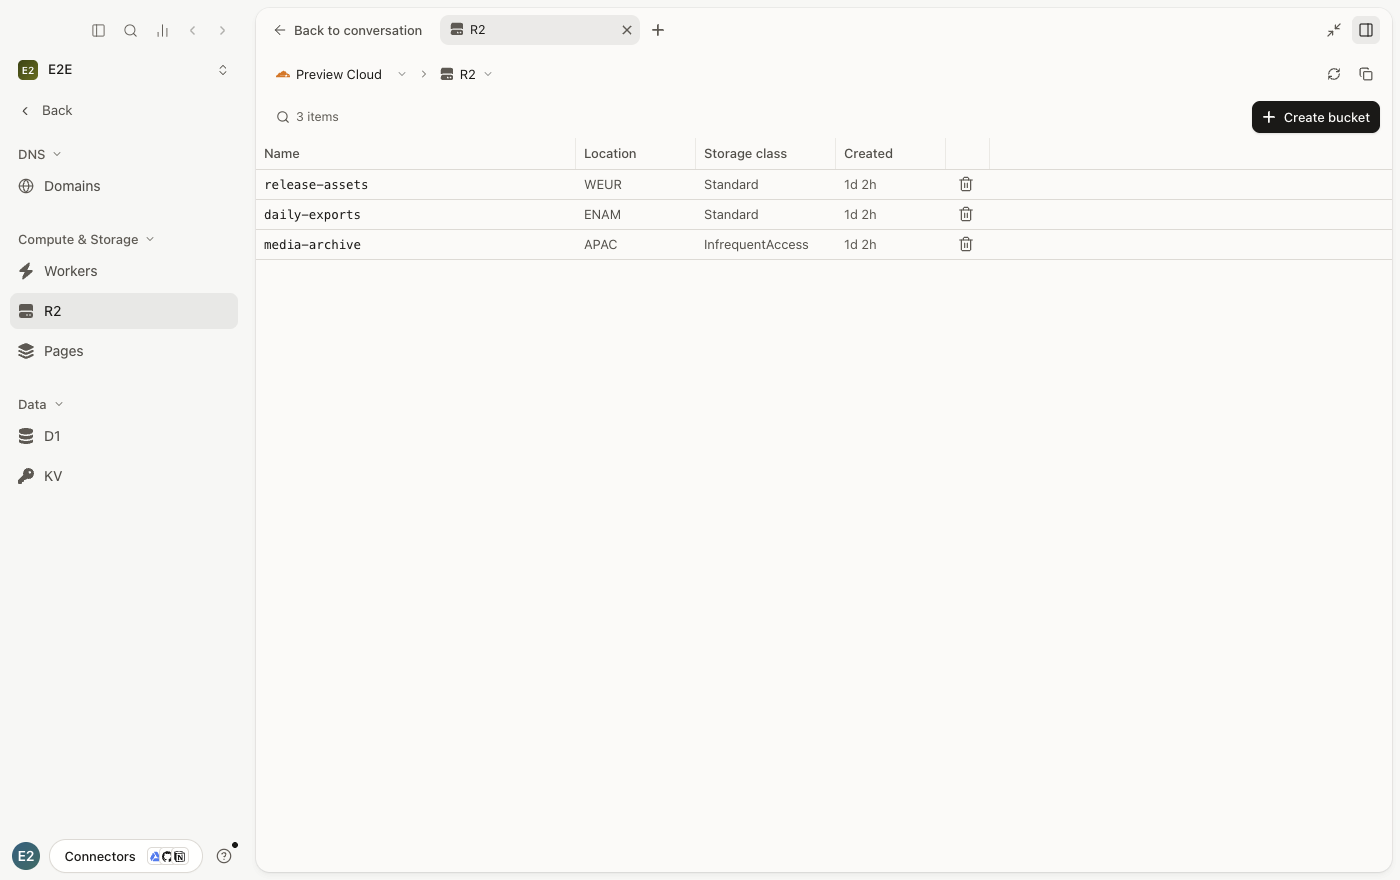 Back to conversation
R2
E2 E2E
Preview Cloud R2
Back
3 items
Create bucket
DNS
Domains
Compute & Storage
Workers
R2
Pages
Data
D1
KV
Name Location Storage class Created
release-assets WEUR Standard 1d 2h
daily-exports ENAM Standard 1d 2h
media-archive APAC InfrequentAccess 1d 2h
E2 Connectors